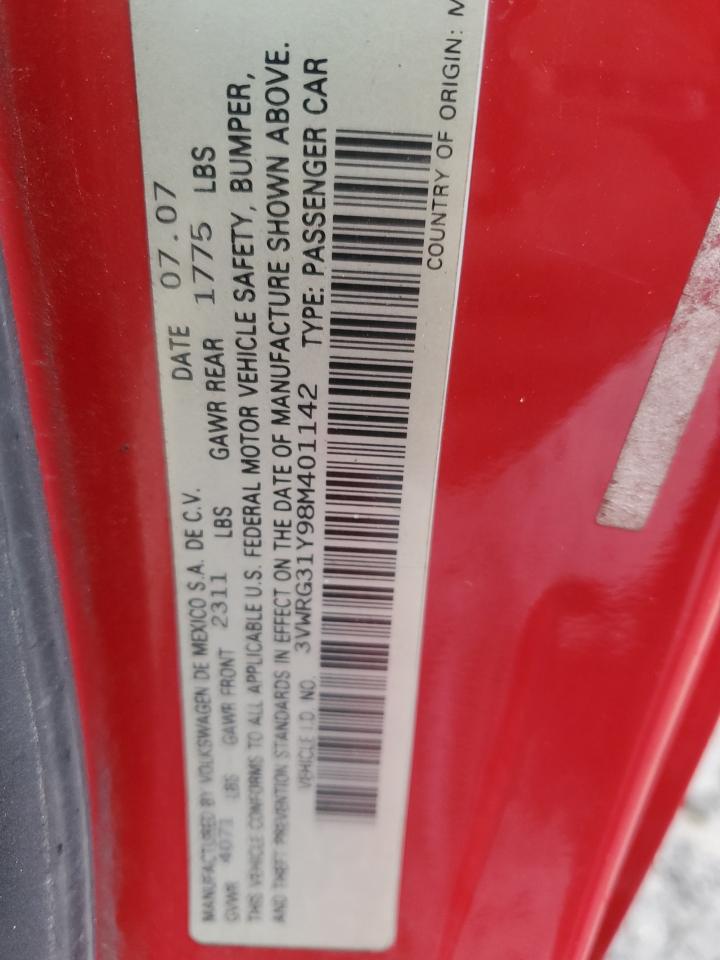 MANUFACTURED BY VOLKSWAGEN DE MEXICO S.A. DE C.V. DATE 07.07
GVWR 4071 LBS GAWR FRONT 2311 LBS GAWR REAR 1775 LBS
THIS VEHICLE CONFORMS TO ALL APPLICABLE U.S. FEDERAL MOTOR VEHICLE SAFETY, BUMPER,
AND THEFT PREVENTION STANDARDS IN EFFECT ON THE DATE OF MANUFACTURE SHOWN ABOVE.
VEHICLE I.D NO. 3VWRG31Y98M401142 TYPE: PASSENGER CAR
COUNTRY OF ORIGIN: M